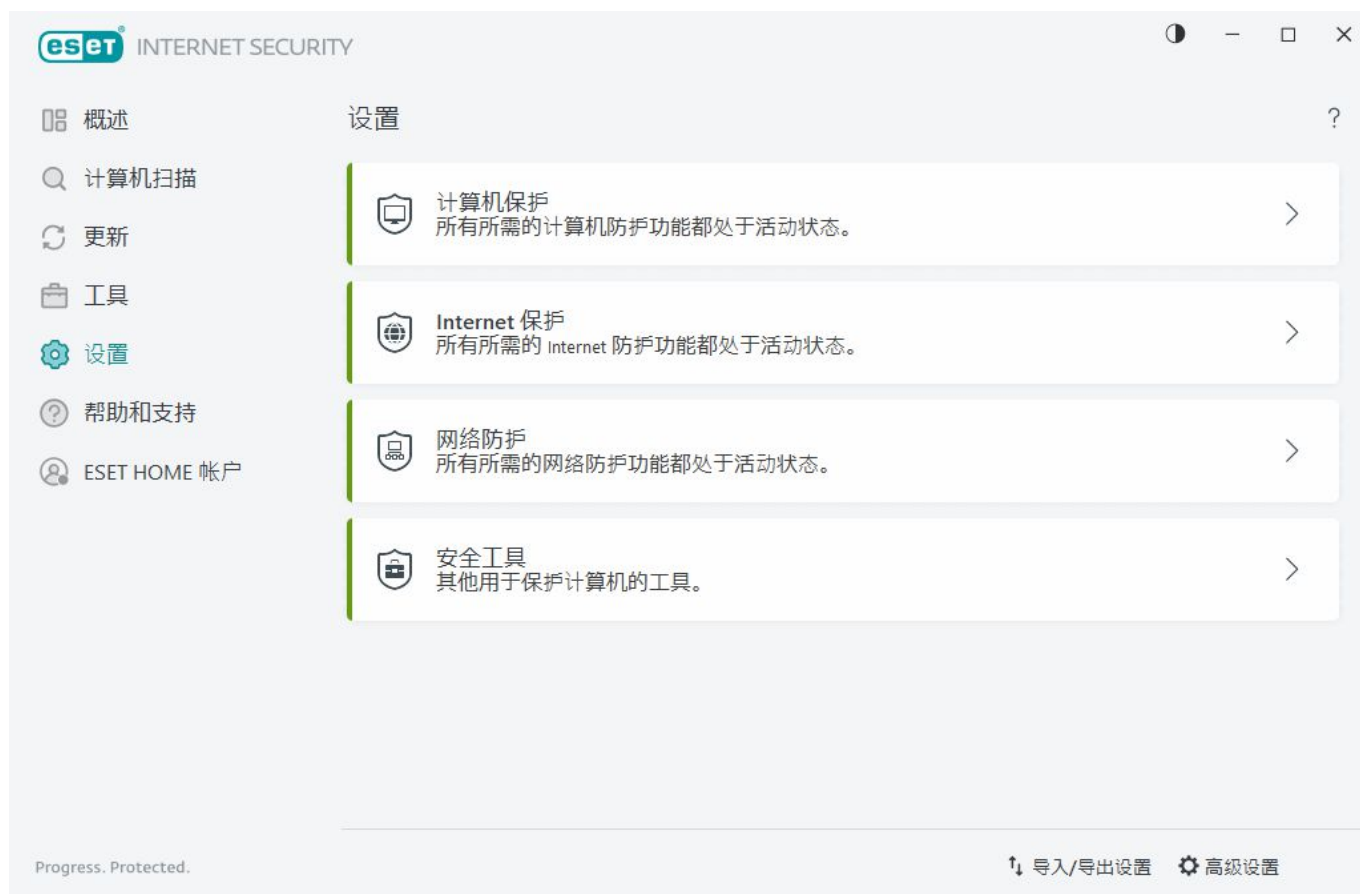 eset® INTERNET SECURITY
概述
计算机扫描
更新
工具
设置
帮助和支持
ESET HOME 帐户
设置
?
计算机保护
所有所需的计算机防护功能都处于活动状态。
Internet 保护
所有所需的 Internet 防护功能都处于活动状态。
网络防护
所有所需的网络防护功能都处于活动状态。
安全工具
其他用于保护计算机的工具。
Progress. Protected.
导入/导出设置
高级设置